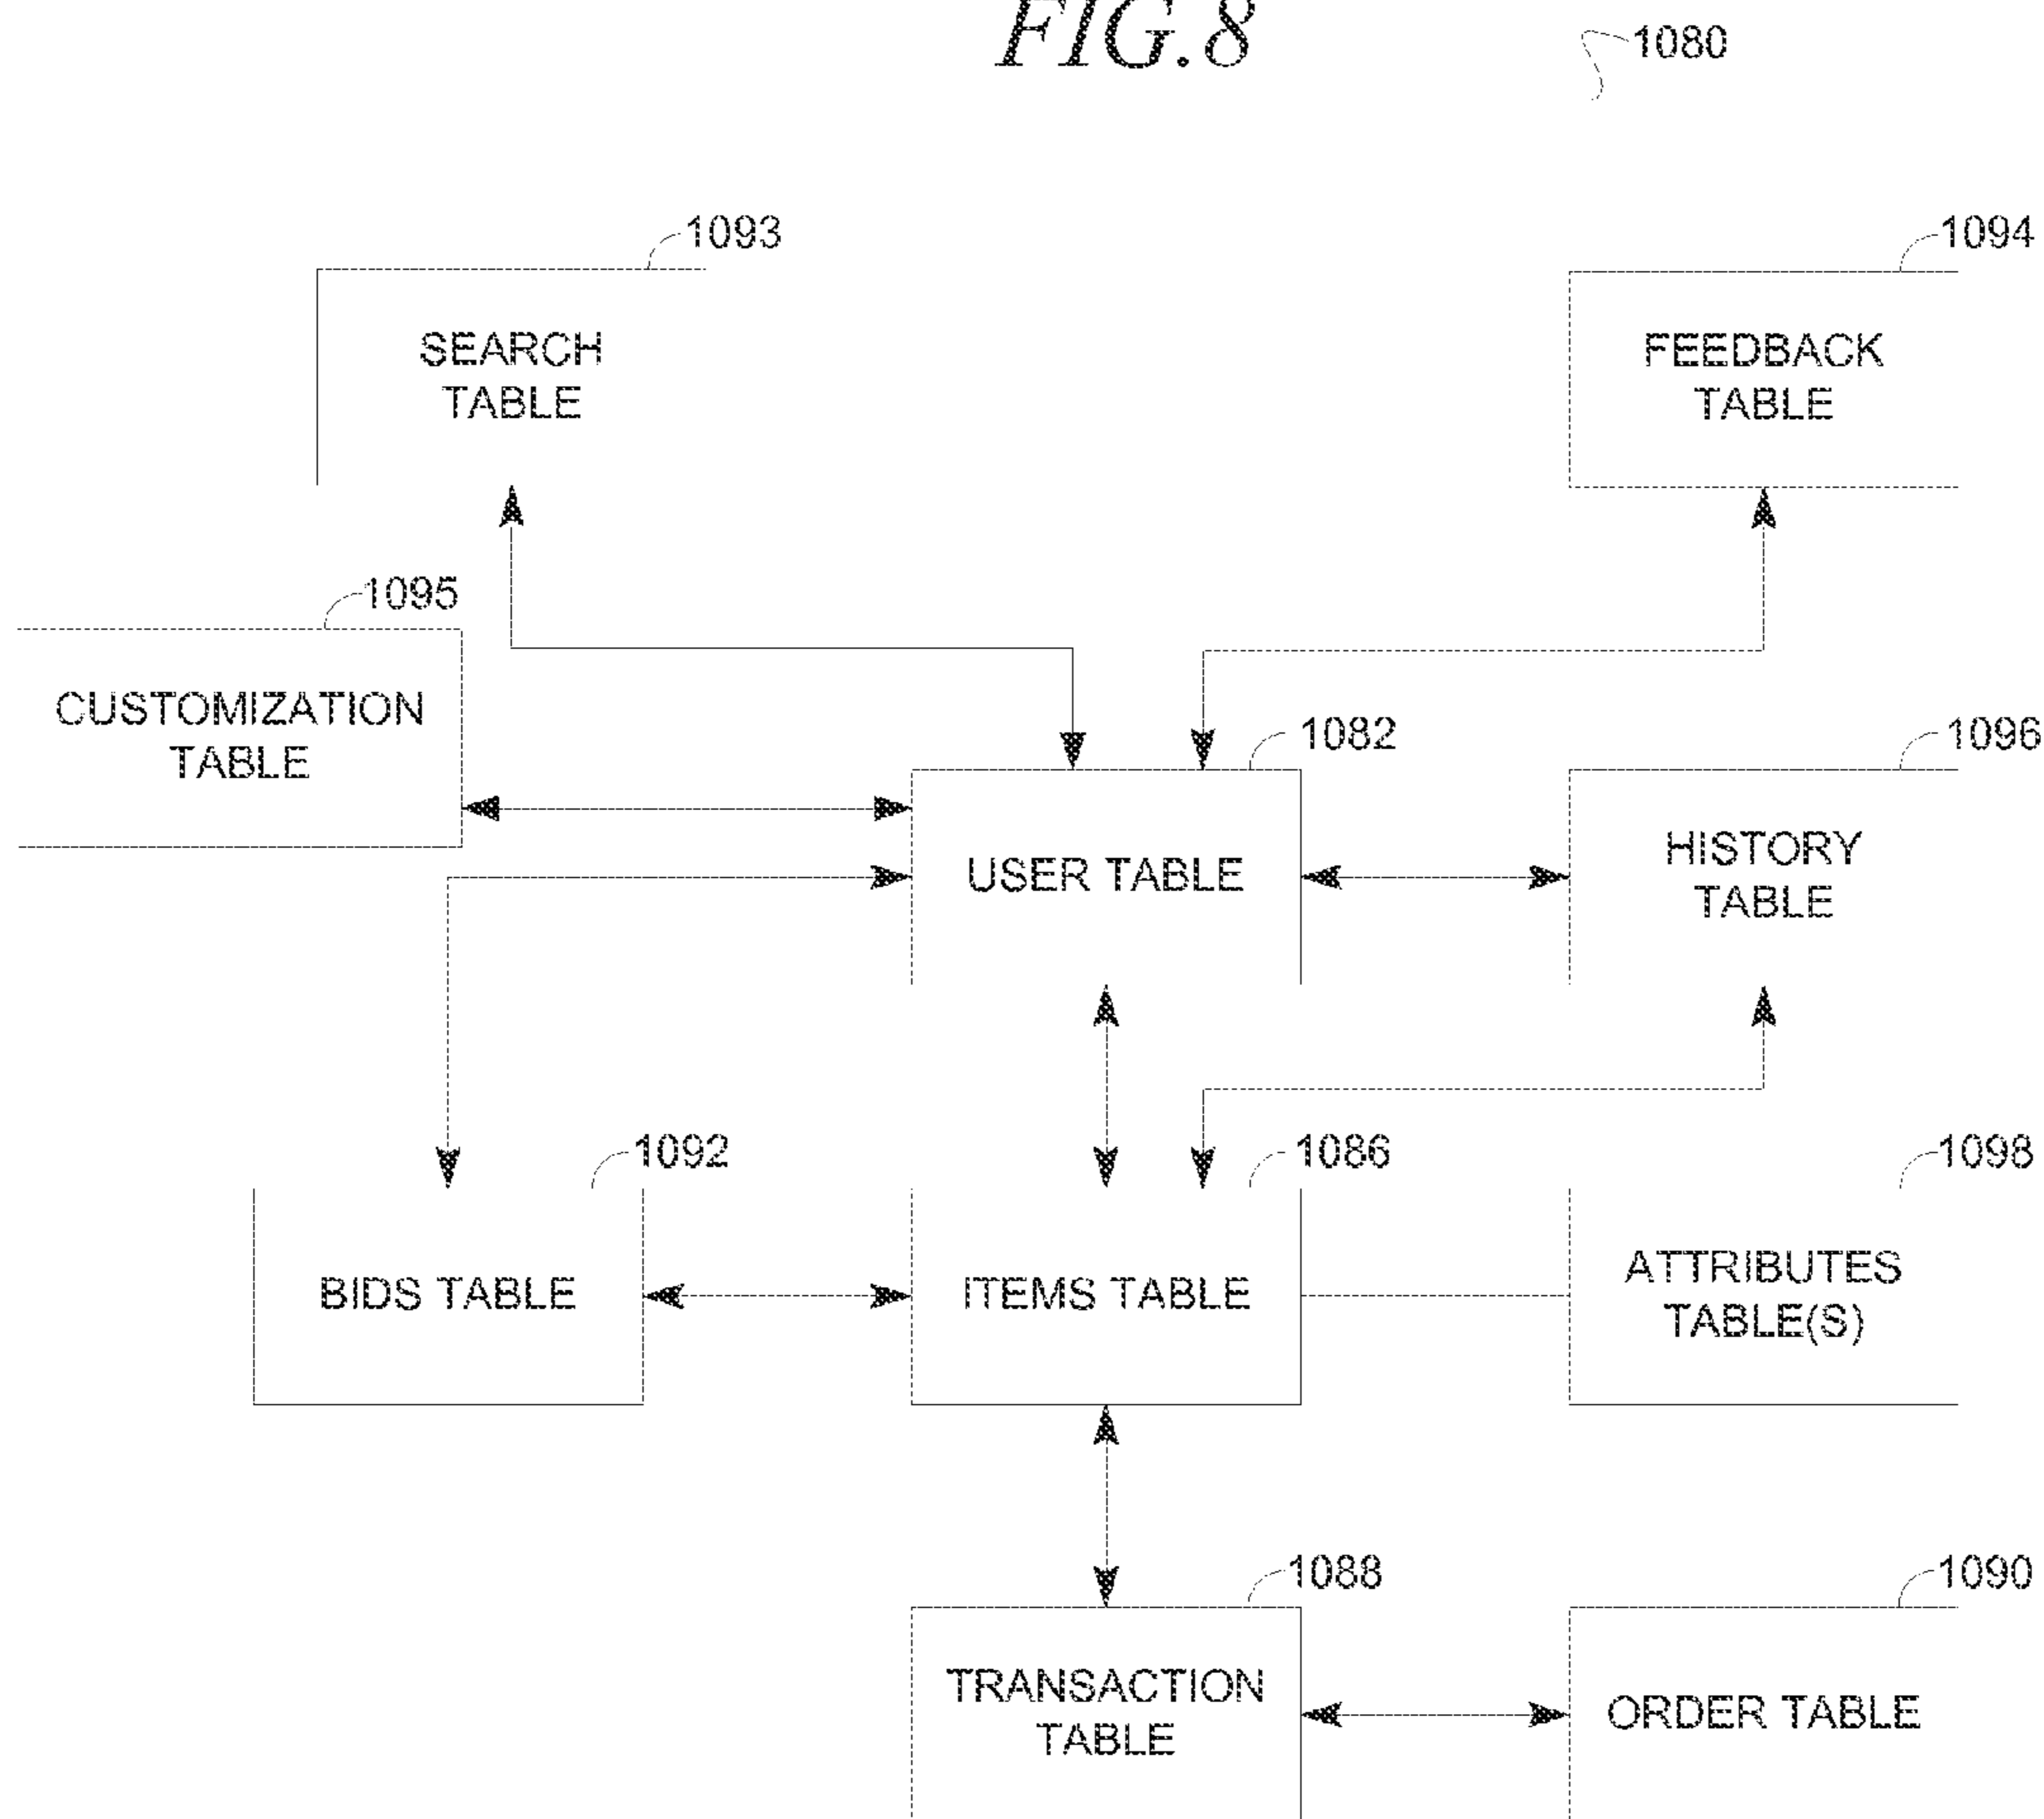 FIG.8
1080
1093
1094
SEARCH
TABLE
FEEDBACK
TABLE
1095
CUSTOMIZATION
TABLE
1082
1096
USER TABLE
HISTORY
TABLE
1092
1086
1098
BIDS TABLE
ITEMS TABLE
ATTRIBUTES
TABLE(S)
1088
1090
TRANSACTION
TABLE
ORDER TABLE